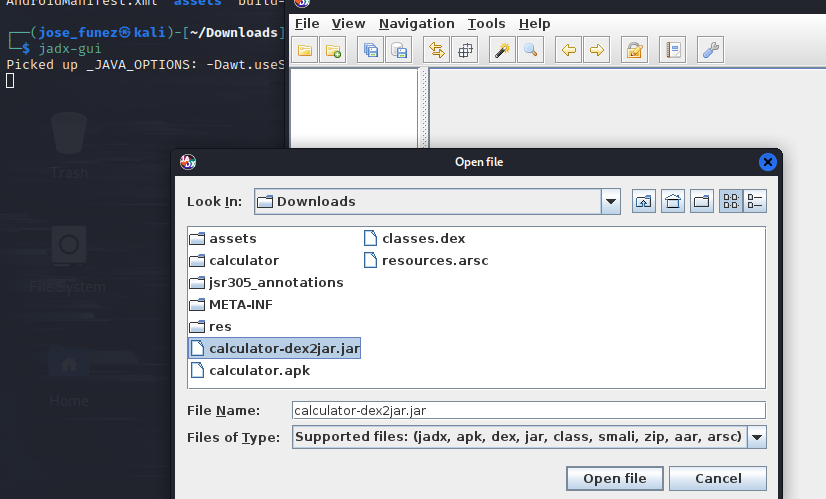 AndroidManifest.xml assets build-
(jose_funez㉿kali)-[~/Downloads]
$ jadx-gui
Picked up _JAVA_OPTIONS: -Dawt.useS
File View Navigation Tools Help
Trash
File System
Home
Open file
Look In: Downloads
assets
calculator
jsr305_annotations
META-INF
res
calculator-dex2jar.jar
calculator.apk
classes.dex
resources.arsc
File Name: calculator-dex2jar.jar
Files of Type: Supported files: (jadx, apk, dex, jar, class, smali, zip, aar, arsc)
Open file Cancel